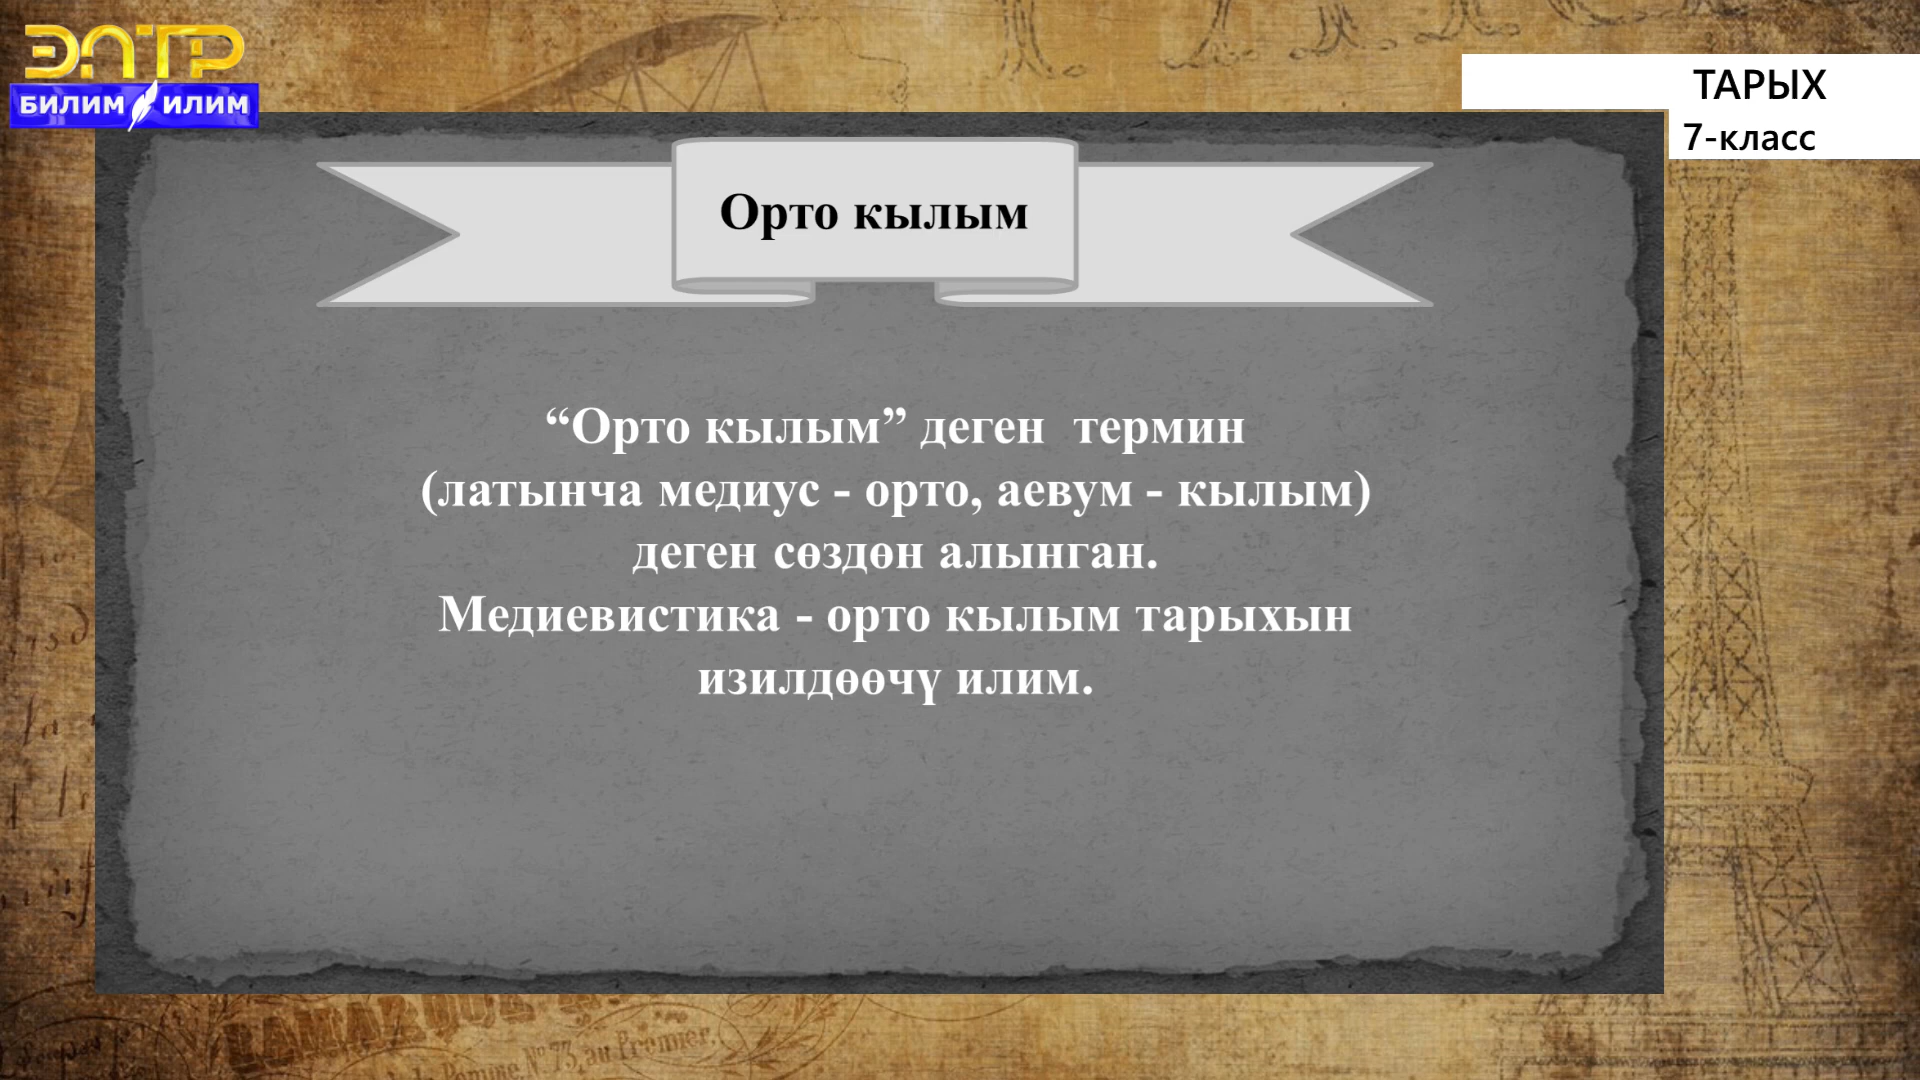 ЭЛТР
БИЛИМ ИЛИМ
ТАРЫХ
7-класс
Орто кылым
“Орто кылым” деген термин
(латынча медиус - орто, аевум - кылым)
деген сөздөн алынган.
Медиевистика - орто кылым тарыхын
изилдөөчү илим.